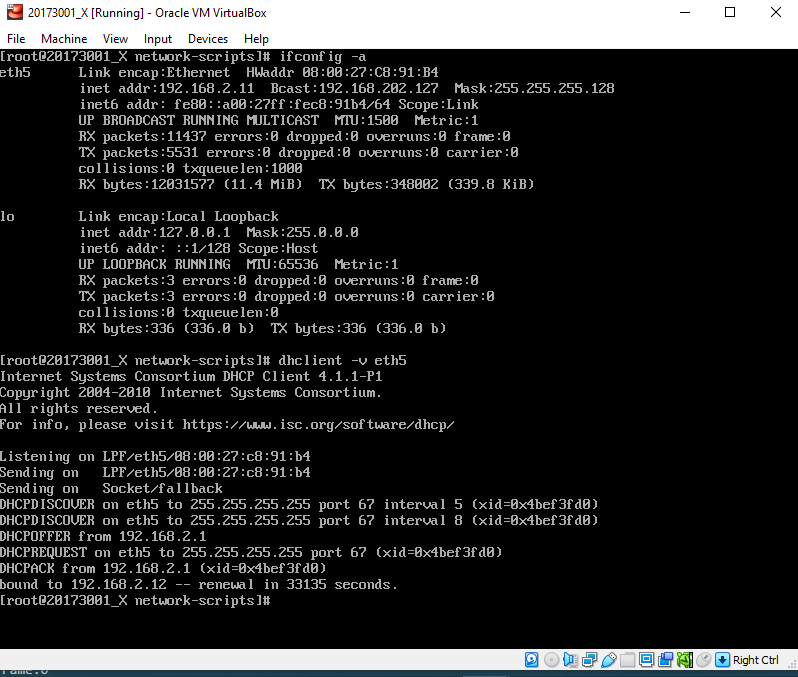 20173001_X [Running] - Oracle VM VirtualBox
File Machine View Input Devices Help
[root@20173001_X network-scripts]# ifconfig -a
eth5 Link encap:Ethernet HWaddr 08:00:27:C8:91:B4
inet addr:192.168.2.11 Bcast:192.168.202.127 Mask:255.255.255.128
inet6 addr: fe80::a00:27ff:fec8:91b4/64 Scope:Link
UP BROADCAST RUNNING MULTICAST MTU:1500 Metric:1
RX packets:11437 errors:0 dropped:0 overruns:0 frame:0
TX packets:5531 errors:0 dropped:0 overruns:0 carrier:0
collisions:0 txqueuelen:1000
RX bytes:12031577 (11.4 MiB) TX bytes:348002 (339.8 KiB)
lo Link encap:Local Loopback
inet addr:127.0.0.1 Mask:255.0.0.0
inet6 addr: ::1/128 Scope:Host
UP LOOPBACK RUNNING MTU:65536 Metric:1
RX packets:3 errors:0 dropped:0 overruns:0 frame:0
TX packets:3 errors:0 dropped:0 overruns:0 carrier:0
collisions:0 txqueuelen:0
RX bytes:336 (336.0 b) TX bytes:336 (336.0 b)
[root@20173001_X network-scripts]# dhclient -v eth5
Internet Systems Consortium DHCP Client 4.1.1-P1
Copyright 2004-2010 Internet Systems Consortium.
All rights reserved.
For info, please visit https://www.isc.org/software/dhcp/
Listening on LPF/eth5/08:00:27:c8:91:b4
Sending on LPF/eth5/08:00:27:c8:91:b4
Sending on Socket/fallback
DHCPDISCOVER on eth5 to 255.255.255.255 port 67 interval 5 (xid=0x4bef3fd0)
DHCPDISCOVER on eth5 to 255.255.255.255 port 67 interval 8 (xid=0x4bef3fd0)
DHCPOFFER from 192.168.2.1
DHCPREQUEST on eth5 to 255.255.255.255 port 67 (xid=0x4bef3fd0)
DHCPACK from 192.168.2.1 (xid=0x4bef3fd0)
bound to 192.168.2.12 -- renewal in 33135 seconds.
[root@20173001_X network-scripts]#
Right Ctrl